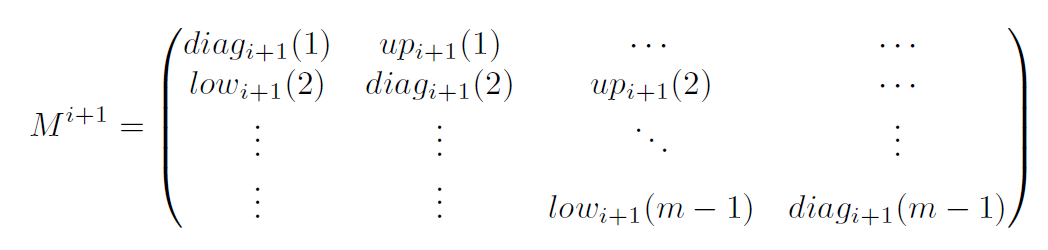 diag_{i+1}(1) up_{i+1}(1) ⋯ ⋯
low_{i+1}(2) diag_{i+1}(2) up_{i+1}(2) ⋯
M^{i+1} = ⋮ ⋮ ⋱ ⋮
⋮ ⋮ low_{i+1}(m − 1) diag_{i+1}(m − 1)